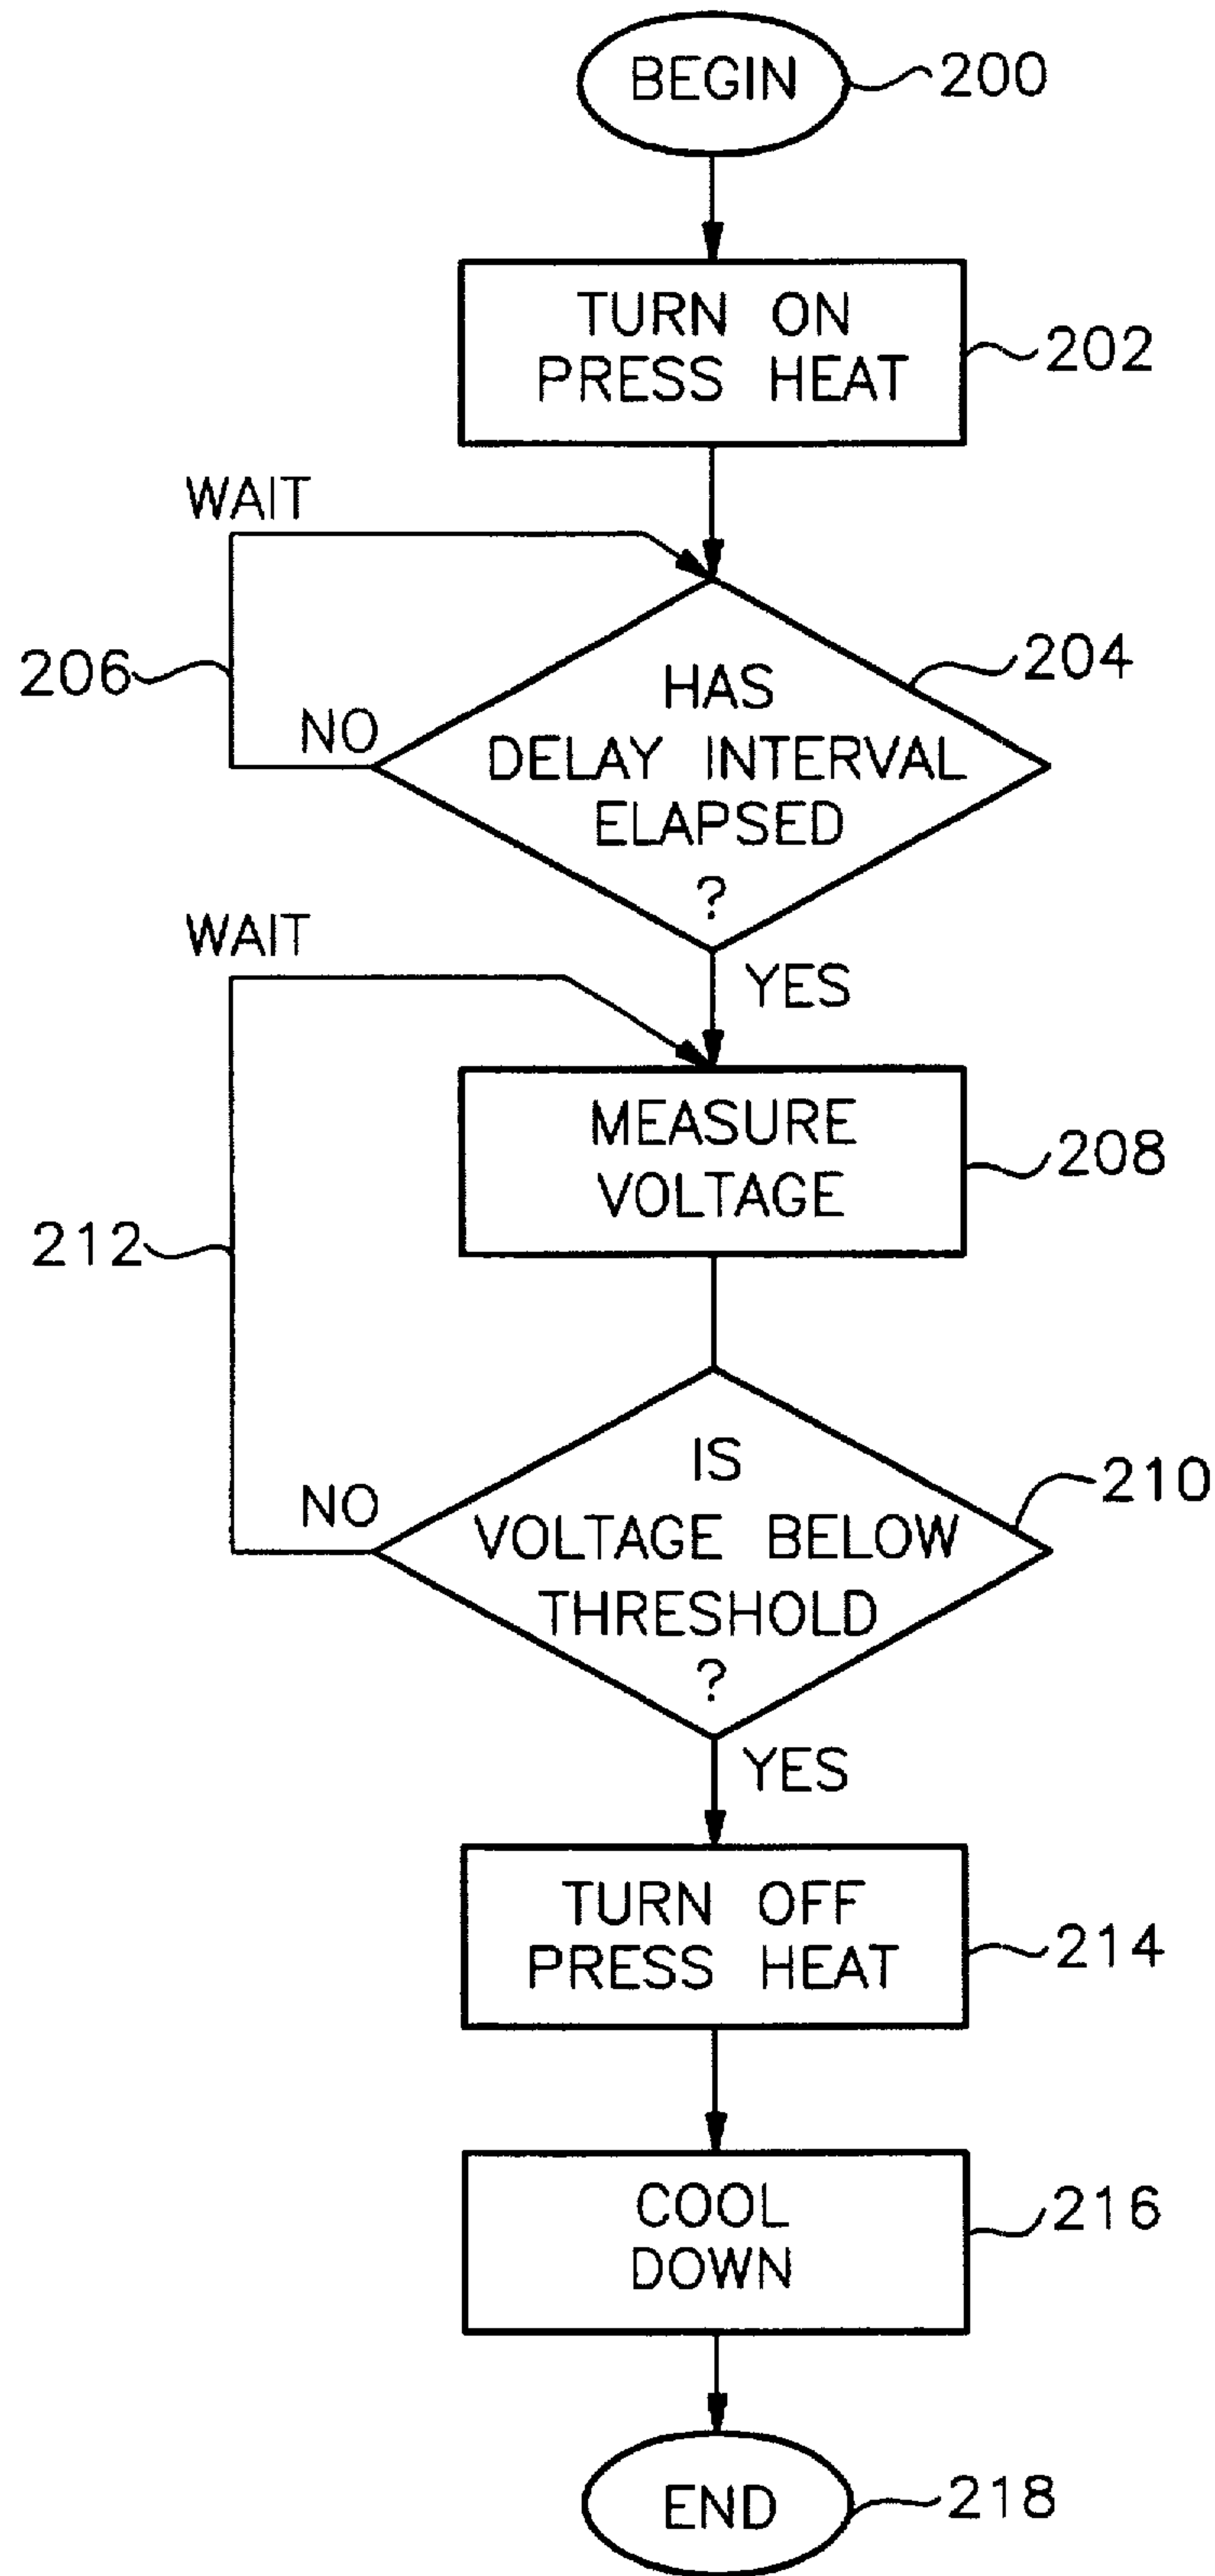 BEGIN
200
TURN ON
PRESS HEAT
202
WAIT
206
NO
HAS
DELAY INTERVAL
ELAPSED
?
204
YES
WAIT
MEASURE
VOLTAGE
208
212
NO
IS
VOLTAGE BELOW
THRESHOLD
?
210
YES
TURN OFF
PRESS HEAT
214
COOL
DOWN
216
END
218